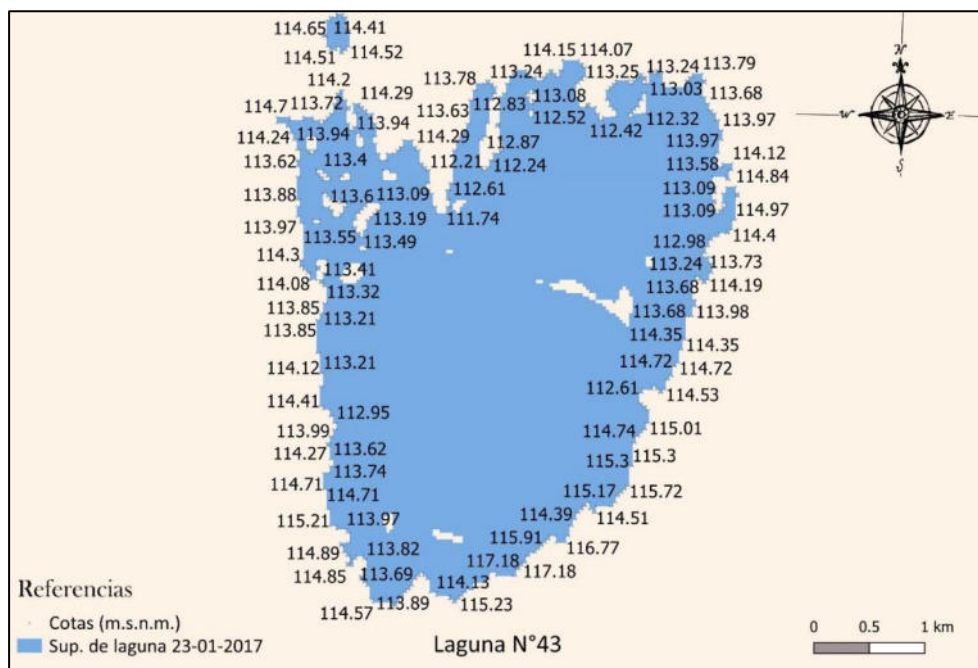 114.65 114.41
114.51 114.52
114.15 114.07
114.2 113.78 113.24 113.25 113.24 113.79
114.7 113.72 114.29 113.63 112.83 113.08 113.03 113.68
114.24 113.94 113.94 114.29 112.87 112.52 112.42 112.32 113.97
113.97
113.62 113.4 112.21 112.24 113.58 114.12
113.88 113.6 113.09 112.61 113.09 114.84
113.97 113.19 111.74 113.09 114.97
113.55 113.49 112.98 114.4
114.3 113.41 113.24 113.73
114.08 113.32 113.68 114.19
113.85 113.21 113.68 113.98
113.85 114.35 114.35
114.12 113.21 114.72 114.72
114.41 112.95 112.61 114.53
113.99 114.74 115.01
114.27 113.62 115.3 115.3
114.71 113.74
114.71 115.17 115.72
115.21 113.97 114.39 114.51
114.89 113.82 115.91 116.77
114.85 113.69 114.13 117.18 117.18
114.57 113.89 115.23
N
W E
S
Referencias
Cotas (m.s.n.m.)
Sup. de laguna 23-01-2017
Laguna N°43
0 0.5 1 km